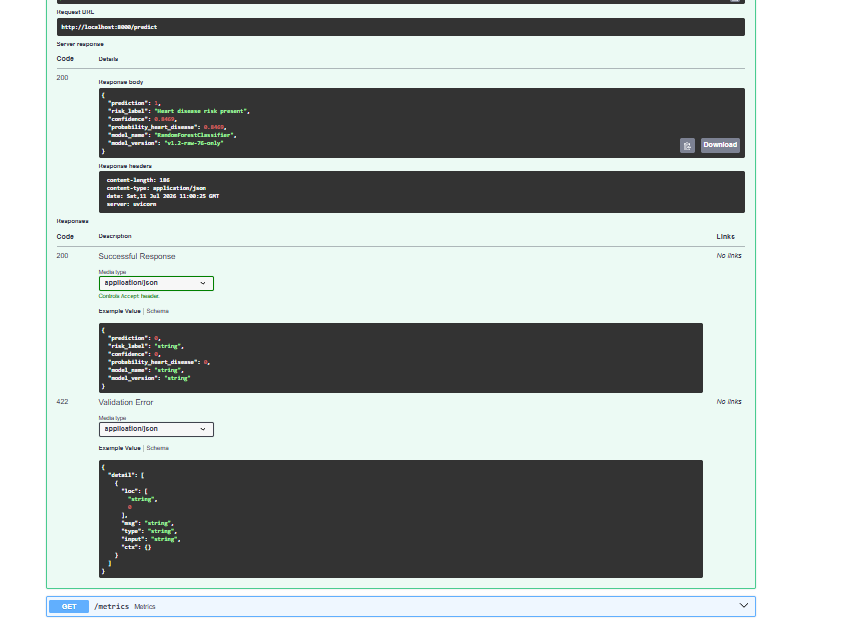 Request URL
http://localhost:8000/predict
Server response
Code Details
200
Response body
{
"prediction": 1,
"risk_label": "Heart disease risk present",
"confidence": 0.8469,
"probability_heart_disease": 0.8469,
"model_name": "RandomForestClassifier",
"model_version": "v1.2-raw-76-only"
}
Download
Response headers
content-length: 186
content-type: application/json
date: Sat,11 Jul 2026 11:00:25 GMT
server: uvicorn
Responses
Code Description Links
200 Successful Response No links
Media type
application/json
Controls Accept header.
Example Value | Schema
{
"prediction": 0,
"risk_label": "string",
"confidence": 0,
"probability_heart_disease": 0,
"model_name": "string",
"model_version": "string"
}
422 Validation Error No links
Media type
application/json
Example Value | Schema
{
"detail": [
{
"loc": [
"string",
0
],
"msg": "string",
"type": "string",
"input": "string",
"ctx": {}
}
]
}
GET /metrics Metrics